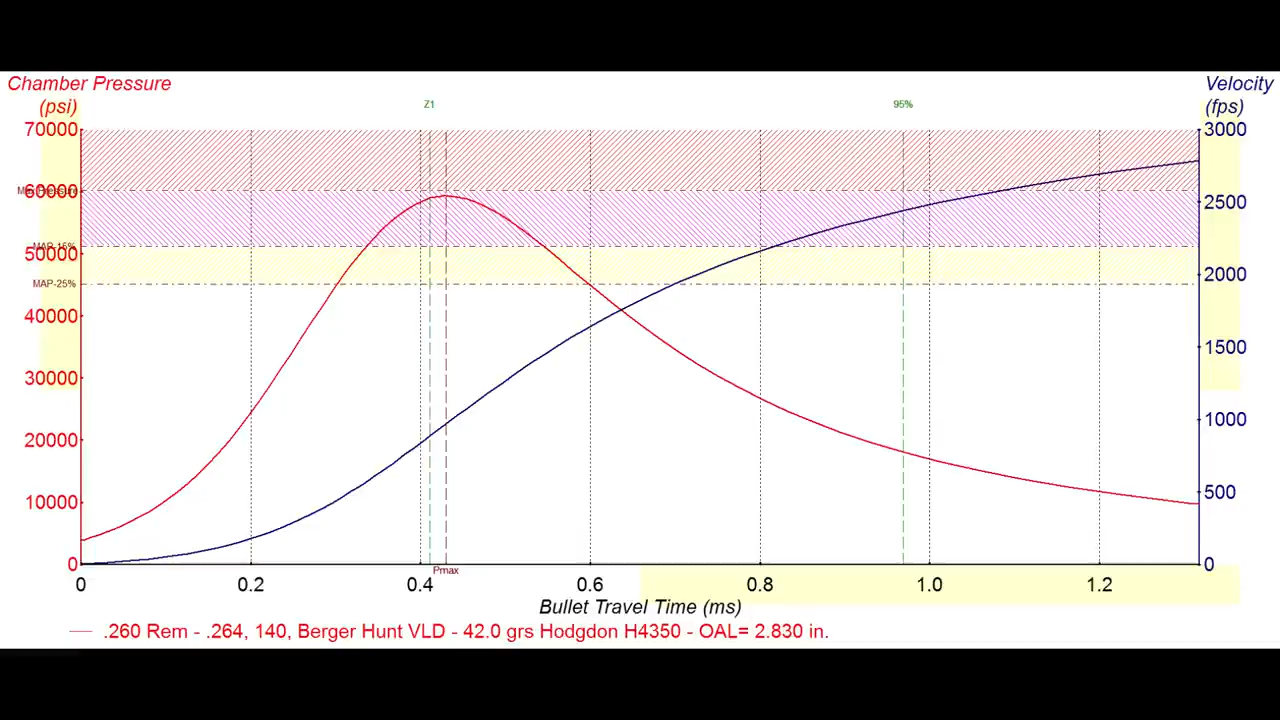 Chamber Pressure
(psi)
Velocity
(fps)
Z1
95%
70000
60000
MAP-15%
50000
MAP-25%
40000
30000
20000
10000
0
3000
2500
2000
1500
1000
500
0
Pmax
0
0.2
0.4
0.6
0.8
1.0
1.2
Bullet Travel Time (ms)
.260 Rem - .264, 140, Berger Hunt VLD - 42.0 grs Hodgdon H4350 - OAL= 2.830 in.